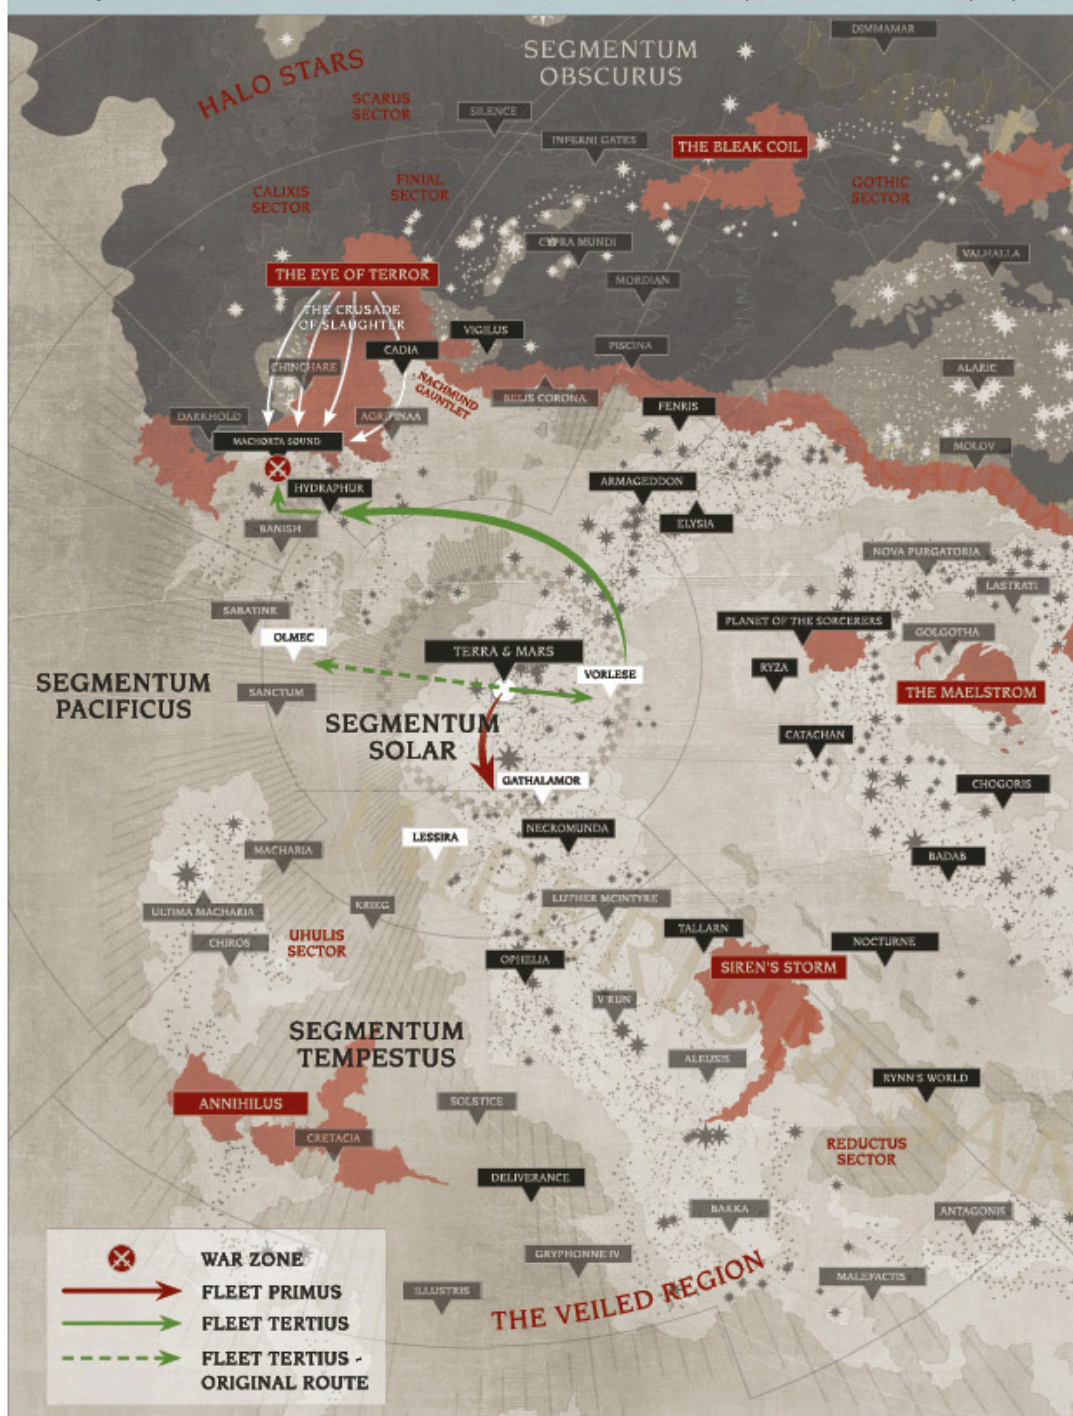 DIMMAMAR
SEGMENTUM
OBSCURUS
HALO STARS
SCARUS
SECTOR
SILENCE
INFERNI GATES
THE BLEAK COIL
CALIXIS
SECTOR
FINIAL
SECTOR
GOTHIC
SECTOR
CYPRA MUNDI
VALHALLA
THE EYE OF TERROR
MORDIAN
THE CRUSADE
OF SLAUGHTER
VIGILUS
CADIA
PISCINA
CHINCHARE
ALARIC
NACHMUND
GAUNTLET
BELIS CORONA
FENRIS
DARKHOLD
AGRIPINAA
MACHORTA SOUND
MOLOV
HYDRAPHUR
ARMAGEDDON
RANISH
ELYSIA
NOVA PURGATORIA
LASTRATI
SABATINE
OLMEC
PLANET OF THE SORCERERS
GOLGOTHA
TERRA & MARS
VORLESE
RYZA
SEGMENTUM
PACIFICUS
SANCTUM
THE MAELSTROM
SEGMENTUM
SOLAR
CATACHAN
GATHALAMOR
CHOGORIS
LESSIRA
NECROMUNDA
MACHARIA
BADAB
ULTIMA MACHARIA
KRIEG
LUTHER MCINTYRE
CHIROS
UHULIS
SECTOR
TALLARN
NOCTURNE
OPHELIA
SIREN'S STORM
V'RUN
SEGMENTUM
TEMPESTUS
ALEUSIS
RYNN'S WORLD
ANNIHILUS
SOLSTICE
CRETACIA
REDUCTUS
SECTOR
DELIVERANCE
BAKKA
ANTAGONIS
GRYPHONNE IV
THE VEILED REGION
MALEFACTIS
ILLUSTRIS
WAR ZONE
FLEET PRIMUS
FLEET TERTIUS
FLEET TERTIUS -
ORIGINAL ROUTE